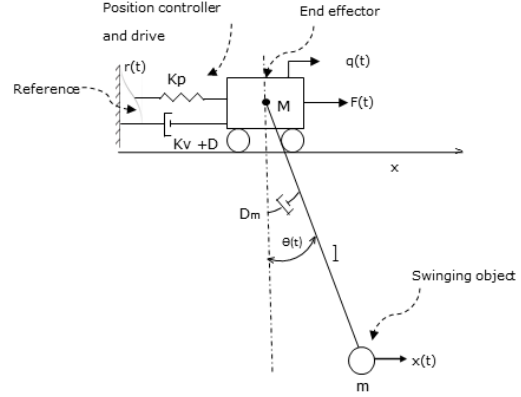 Position controller
and drive
End effector
r(t)
q(t)
Reference
Kp
M
F(t)
Kv +D
x
Dm
θ(t)
l
Swinging object
x(t)
m